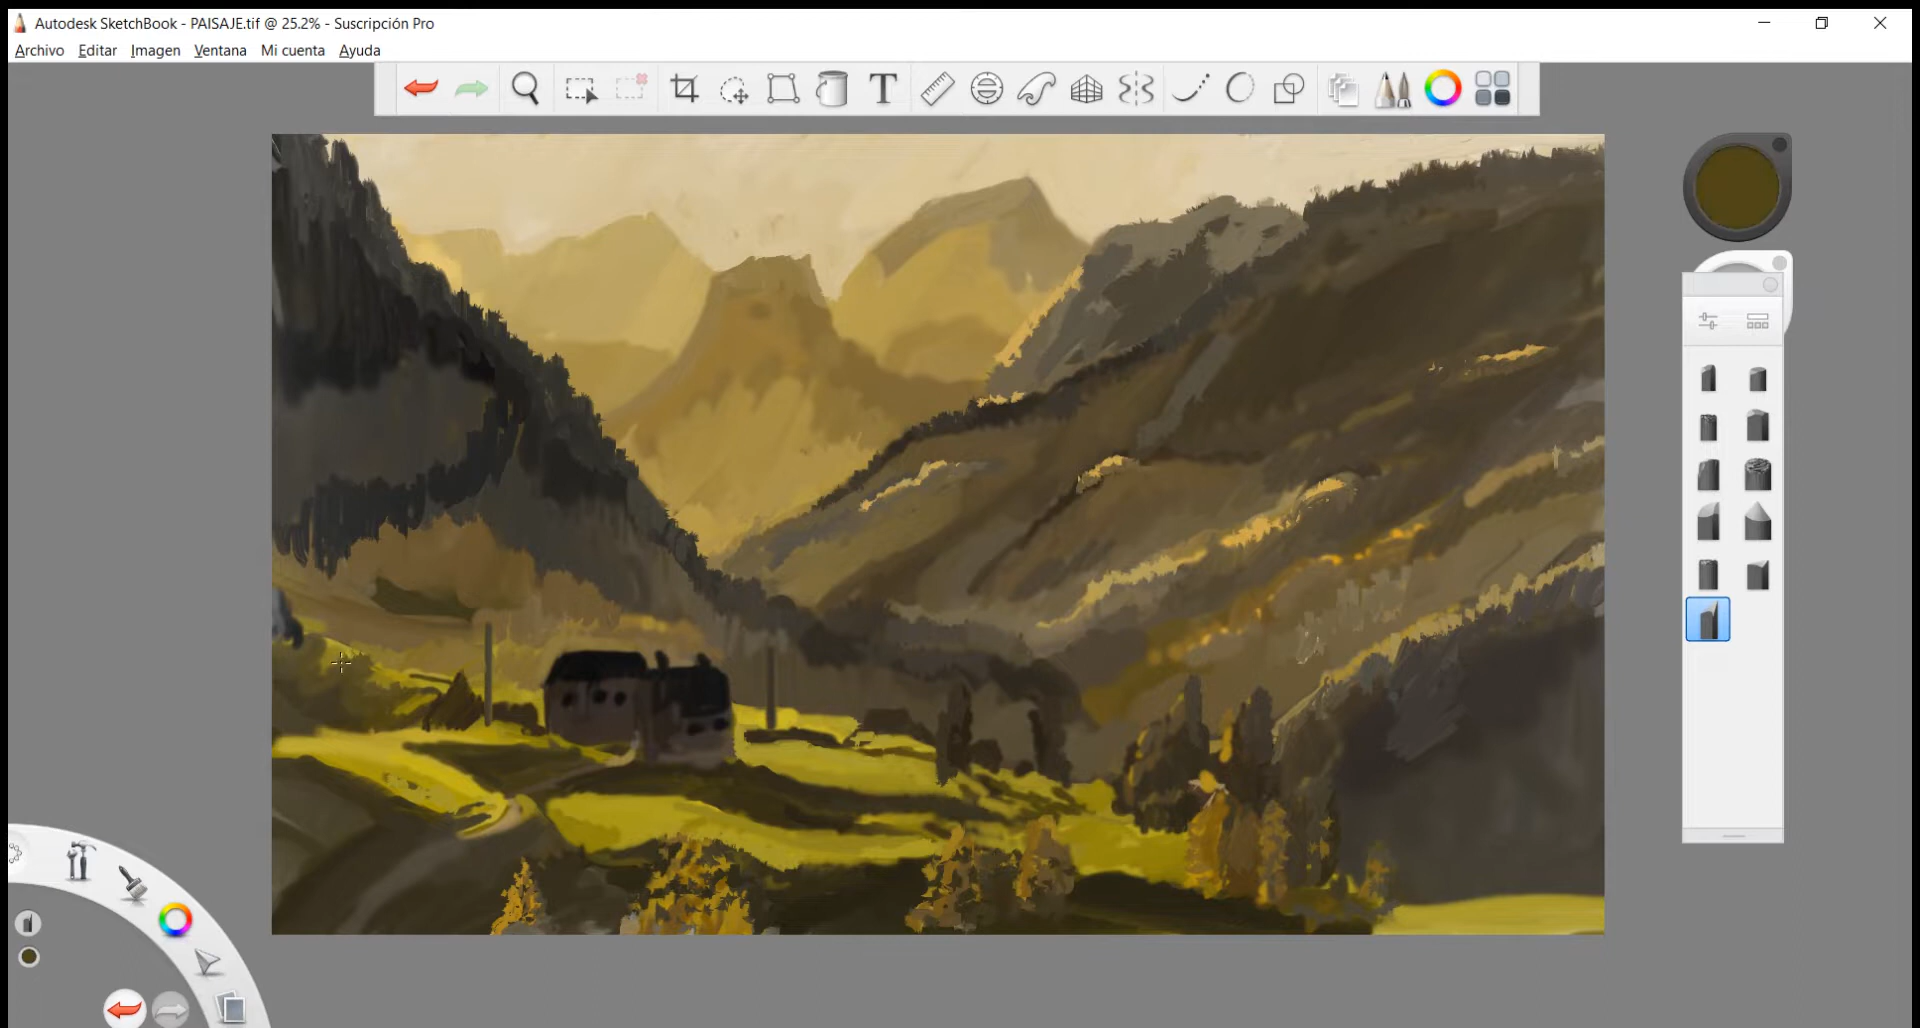 Autodesk SketchBook - PAISAJE.tif @ 25.2% - Suscripción Pro
Archivo Editar Imagen Ventana Mi cuenta Ayuda
T